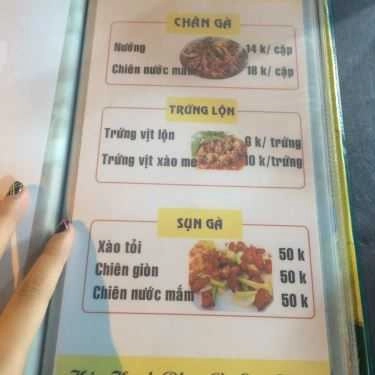 CHÂN GÀ
Nướng 14 k/ cặp
Chiên nước mắm 18 k/ cặp
TRỨNG LỘN
Trứng vịt lộn 8 k/ trứng
Trứng vịt xào me 10 k/trứng
SỤN GÀ
Xào tỏi 50 k
Chiên giòn 50 k
Chiên nước mắm 50 k